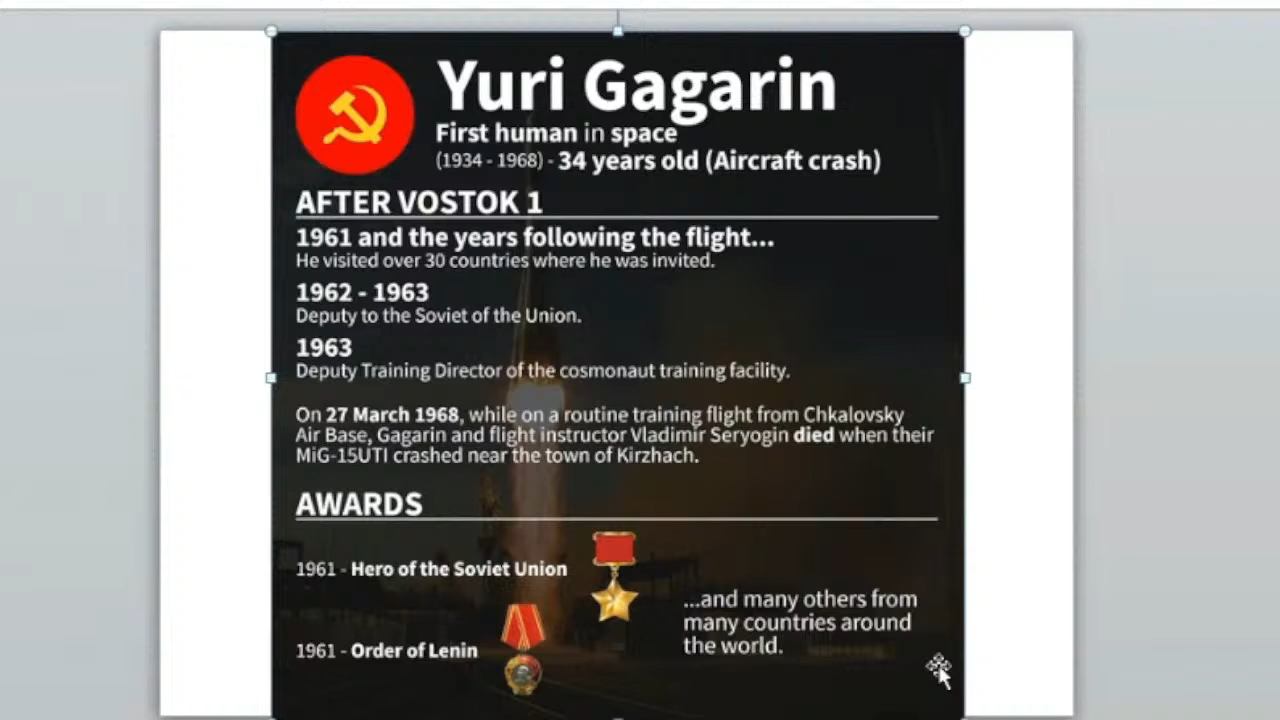 Yuri Gagarin
First human in space
(1934 - 1968) - 34 years old (Aircraft crash)
AFTER VOSTOK 1
1961 and the years following the flight...
He visited over 30 countries where he was invited.
1962 - 1963
Deputy to the Soviet of the Union.
1963
Deputy Training Director of the cosmonaut training facility.
On 27 March 1968, while on a routine training flight from Chkalovsky
Air Base, Gagarin and flight instructor Vladimir Seryogin died when their
MiG-15UTI crashed near the town of Kirzhach.
AWARDS
1961 - Hero of the Soviet Union
1961 - Order of Lenin
...and many others from
many countries around
the world.